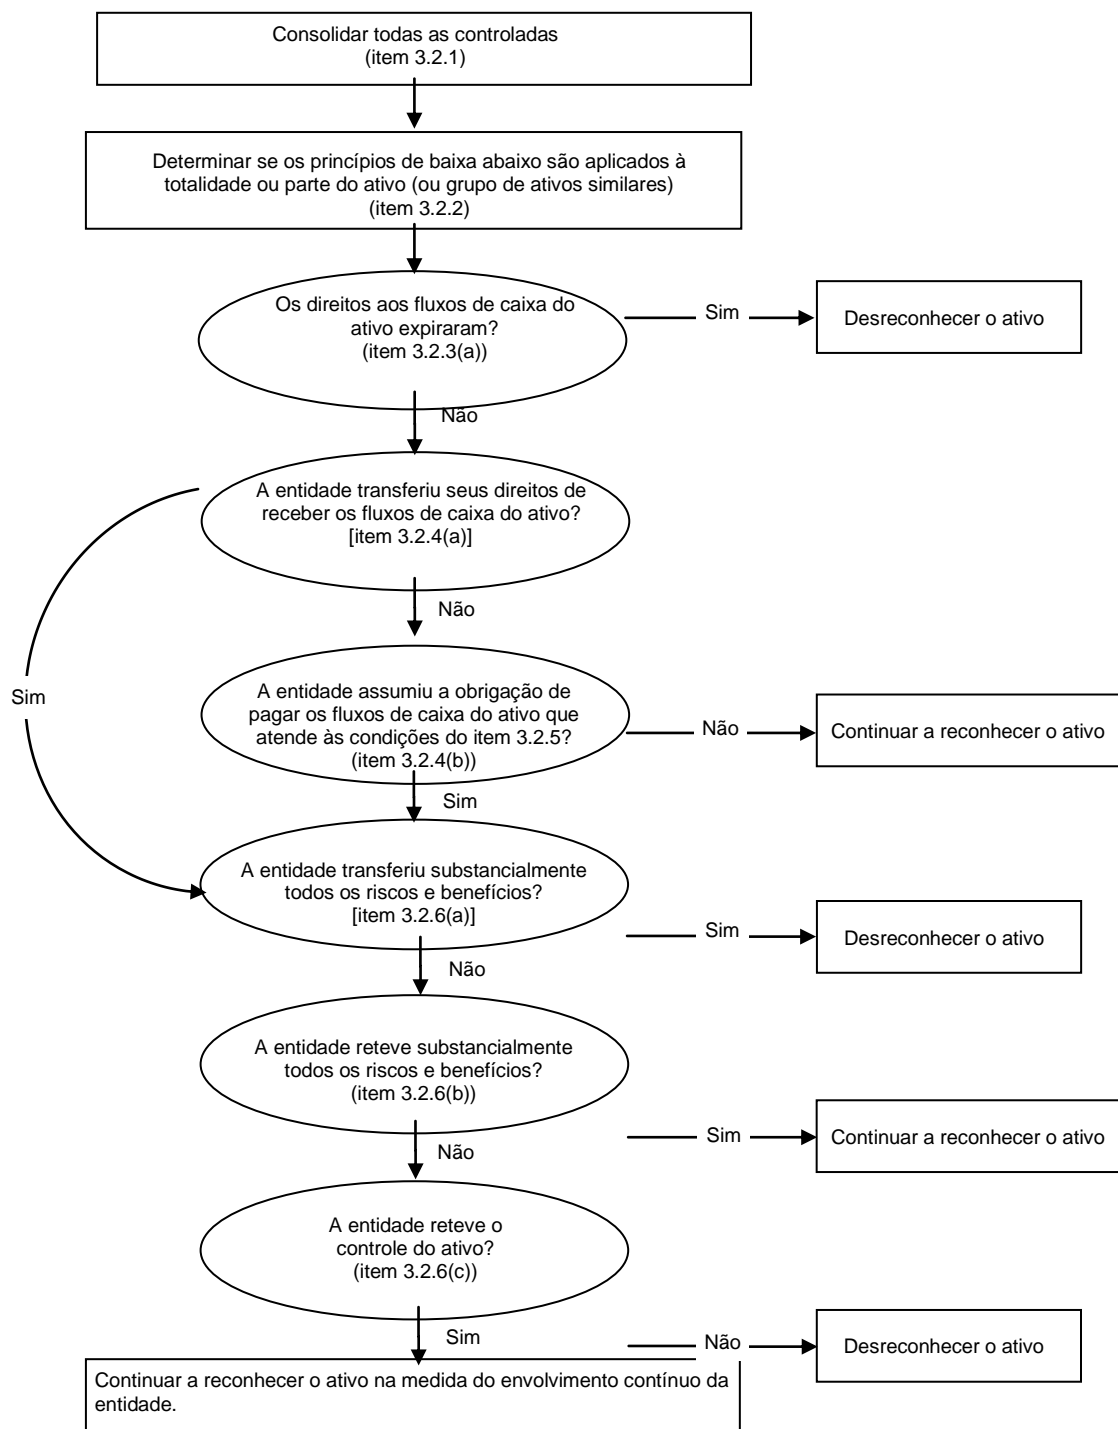 Consolidar todas as controladas
(item 3.2.1)
Determinar se os princípios de baixa abaixo são aplicados à
totalidade ou parte do ativo (ou grupo de ativos similares)
(item 3.2.2)
Os direitos aos fluxos de caixa do
ativo expiraram?
(item 3.2.3(a))
Sim
Desreconhecer o ativo
Não
A entidade transferiu seus direitos de
receber os fluxos de caixa do ativo?
[item 3.2.4(a)]
Não
Sim
A entidade assumiu a obrigação de
pagar os fluxos de caixa do ativo que
atende às condições do item 3.2.5?
(item 3.2.4(b))
Não
Continuar a reconhecer o ativo
Sim
A entidade transferiu substancialmente
todos os riscos e benefícios?
[item 3.2.6(a)]
Sim
Desreconhecer o ativo
Não
A entidade reteve substancialmente
todos os riscos e benefícios?
(item 3.2.6(b))
Sim
Continuar a reconhecer o ativo
Não
A entidade reteve o
controle do ativo?
(item 3.2.6(c))
Sim
Não
Desreconhecer o ativo
Continuar a reconhecer o ativo na medida do envolvimento contínuo da
entidade.